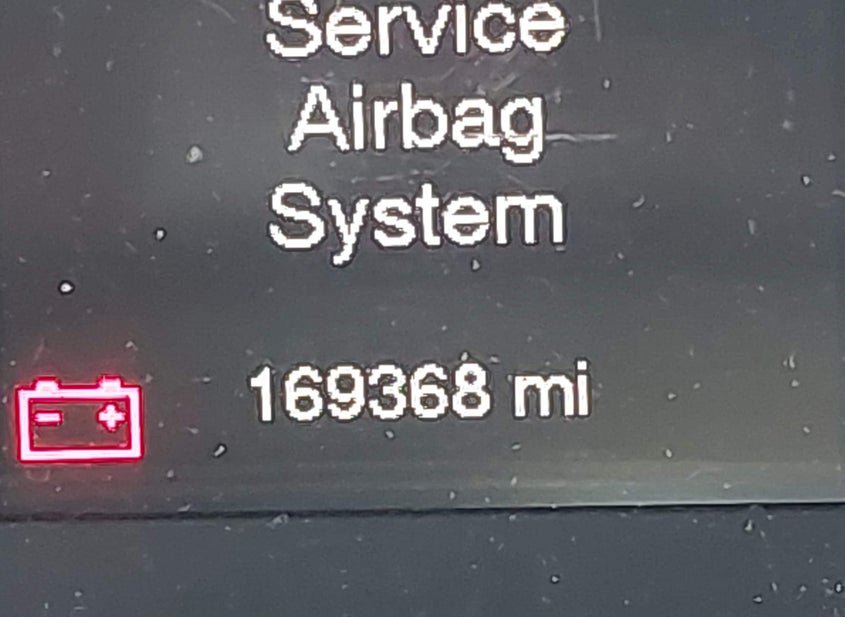 Service
Airbag
System
169368 mi